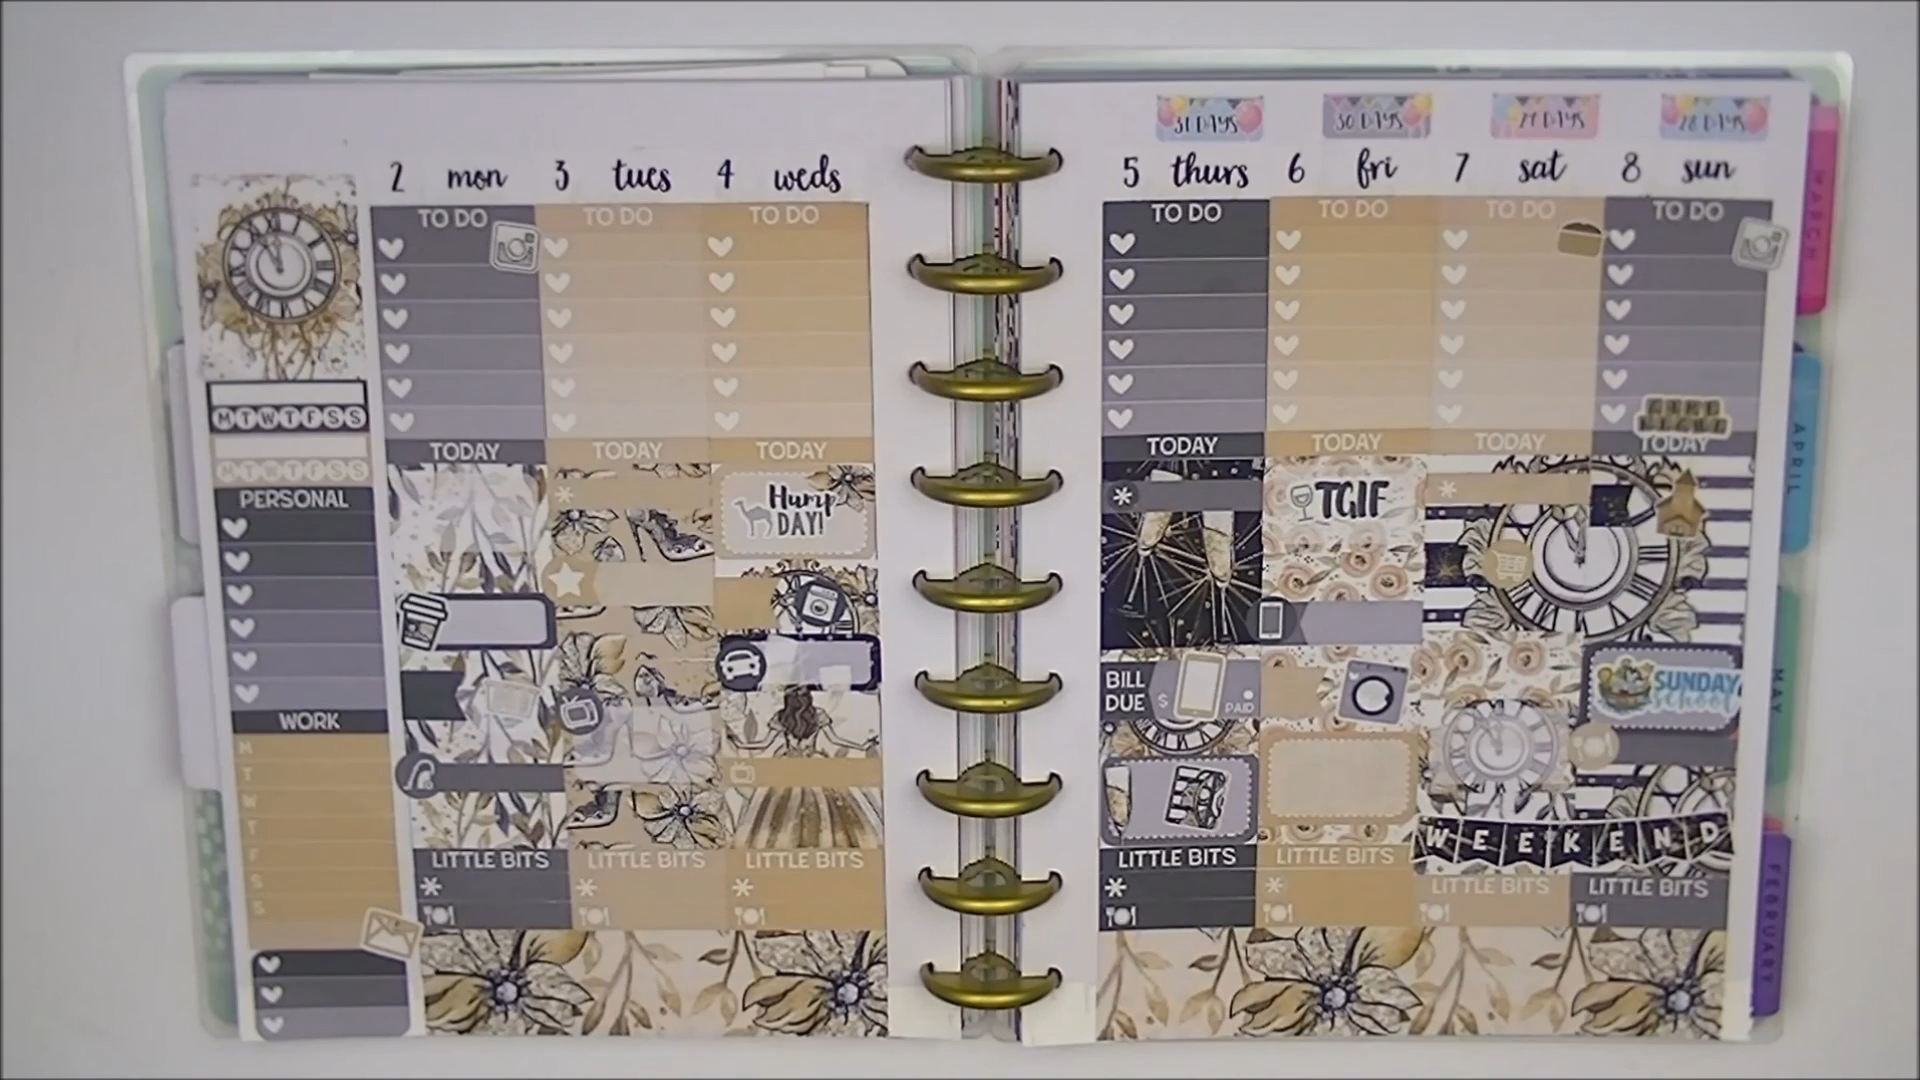 31 DAYS
30 DAYS
29 DAYS
28 DAYS
2 mon
3 tues
4 weds
5 thurs
6 fri
7 sat
8 sun
TO DO
TO DO
TO DO
TO DO
TO DO
TO DO
TO DO
MTWTFSS
MTWTFSS
PERSONAL
WORK
M
T
W
T
F
S
S
TODAY
TODAY
TODAY
TODAY
TODAY
TODAY
TODAY
Hump
DAY!
TGIF
BILL
DUE
$
PAID
SUNDAY
School
WEEKEND
LITTLE BITS
LITTLE BITS
LITTLE BITS
LITTLE BITS
LITTLE BITS
LITTLE BITS
LITTLE BITS
MARCH
APRIL
MAY
FEBRUARY